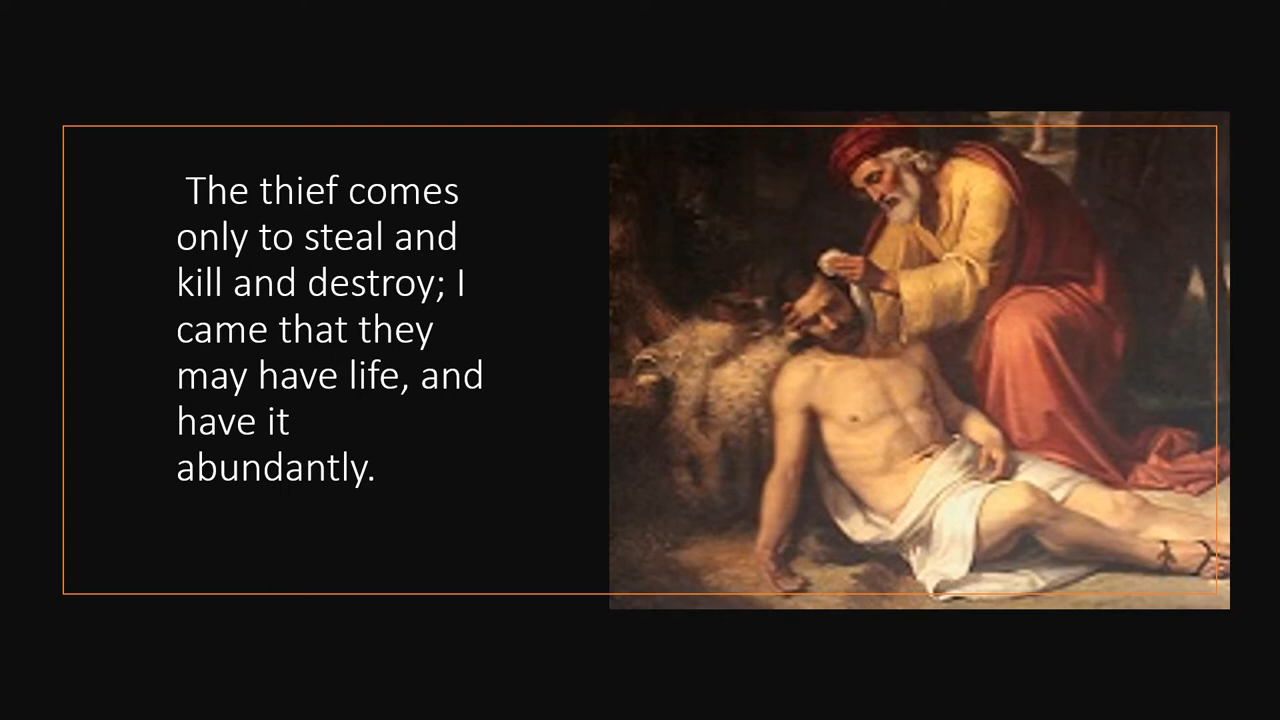 The thief comes
only to steal and
kill and destroy; I
came that they
may have life, and
have it
abundantly.